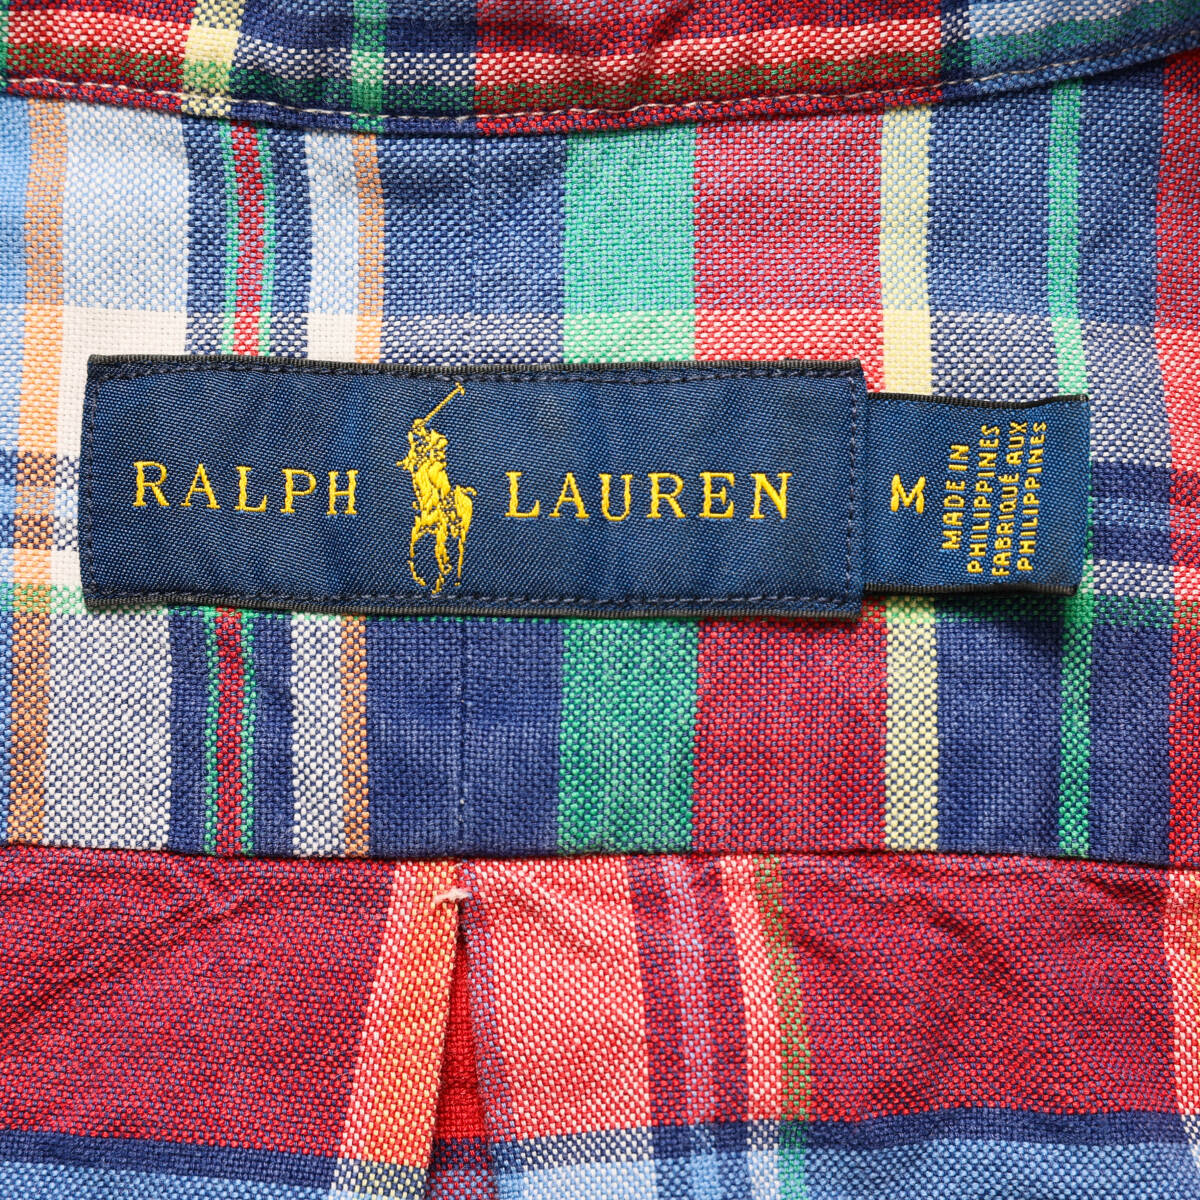 RALPH LAUREN
M
MADE IN
PHILIPPINES
FABRIQUÉ AUX
PHILIPPINES